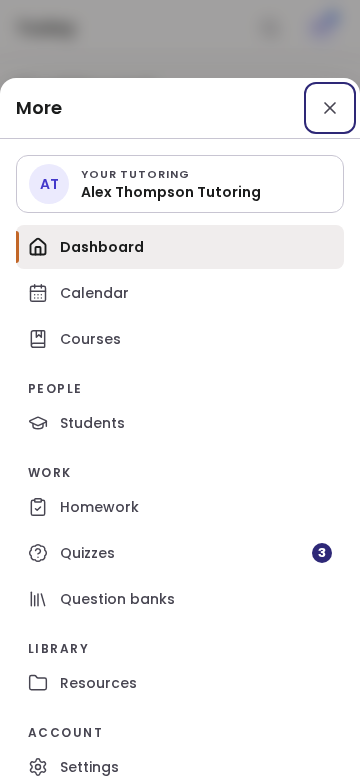 More
AT
YOUR TUTORING
Alex Thompson Tutoring
Dashboard
Calendar
Courses
PEOPLE
Students
WORK
Homework
Quizzes
3
Question banks
LIBRARY
Resources
ACCOUNT
Settings